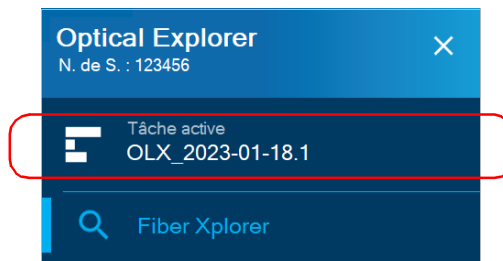 Optical Explorer
N. de S. : 123456
Tâche active
OLX_2023-01-18.1
Fiber Xplorer